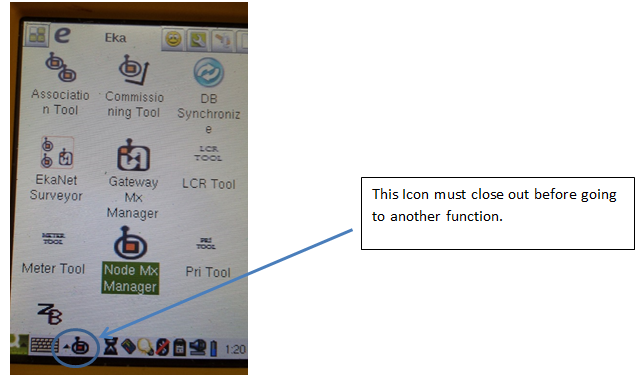 e Eka
Associatio
n Tool
Commissio
ning Tool
DB
Synchroniz
e
EkaNet
Surveyor
Gateway
Mx
Manager
LCR
TOOL
LCR Tool
METER
TOOL
Meter Tool
Node Mx
Manager
PRI
TOOL
Pri Tool
ZB
1:20
This Icon must close out before going
to another function.